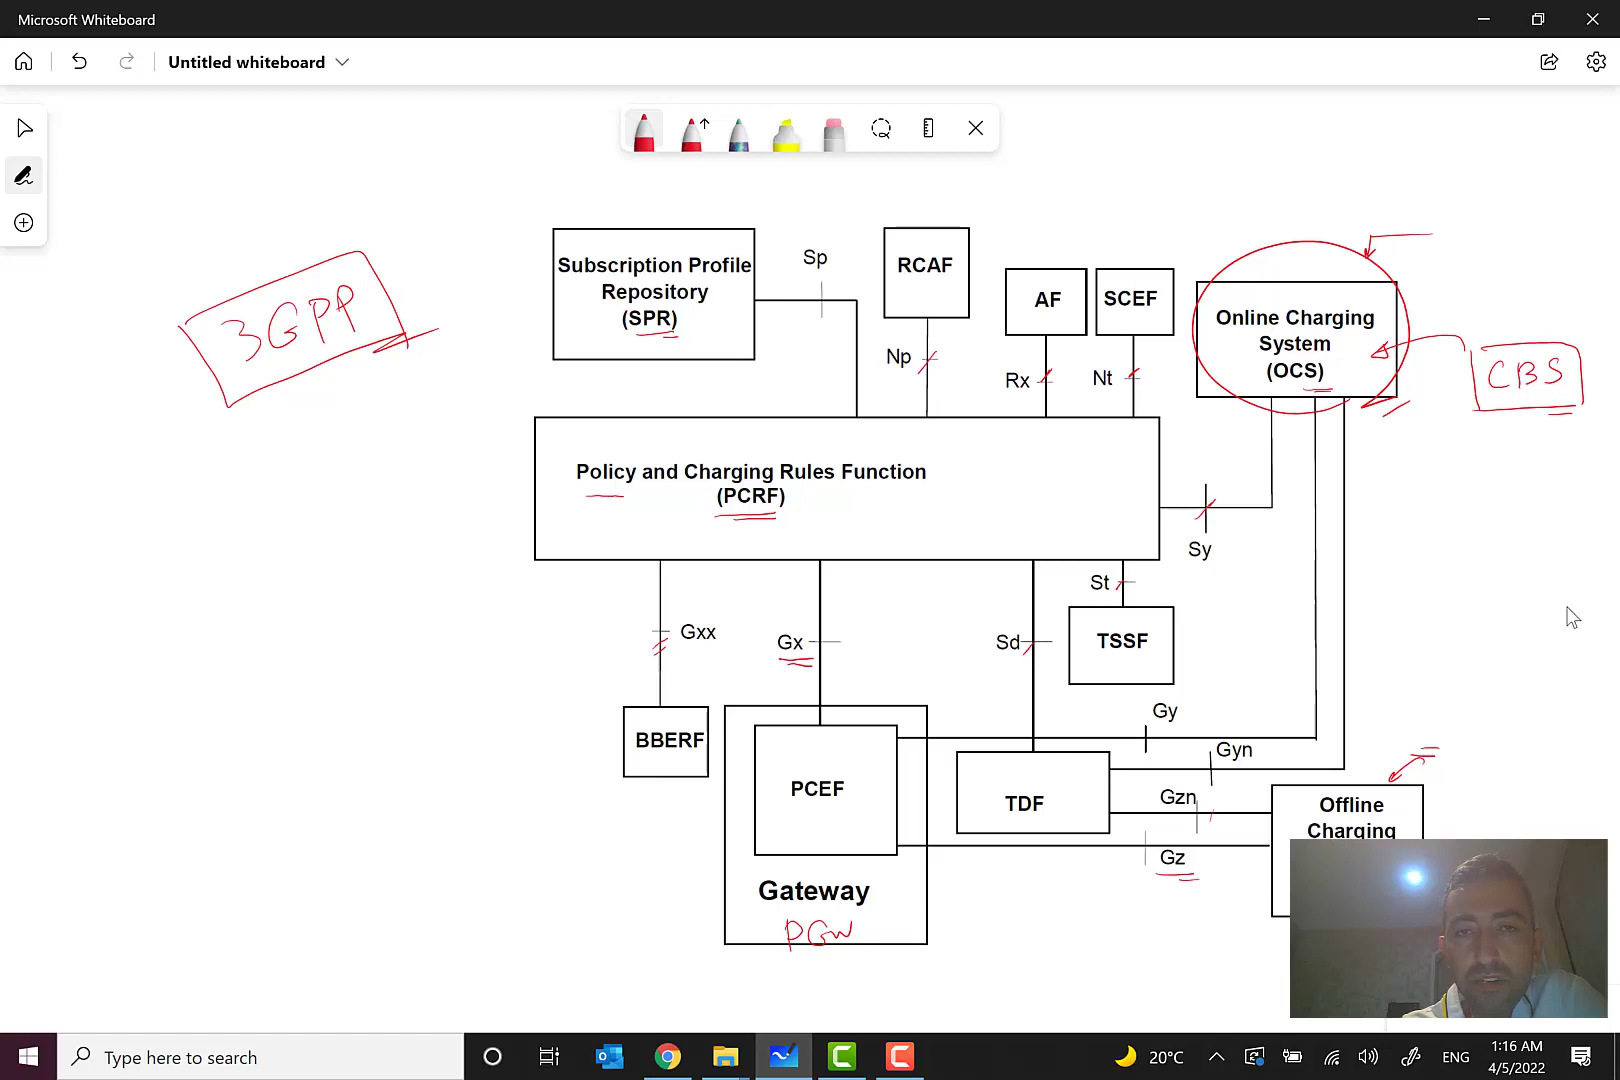 Microsoft Whiteboard
Untitled whiteboard
3GPP
Subscription Profile
Repository
(SPR)
Sp
RCAF
Np
AF
SCEF
Rx
Nt
Online Charging
System
(OCS)
CBS
Policy and Charging Rules Function
(PCRF)
Sy
Gxx
Gx
Sd
St
TSSF
BBERF
PCEF
Gateway
PGW
TDF
Gy
Gyn
Gzn
Gz
Offline
Charging
Type here to search
20°C
ENG
1:16 AM
4/5/2022